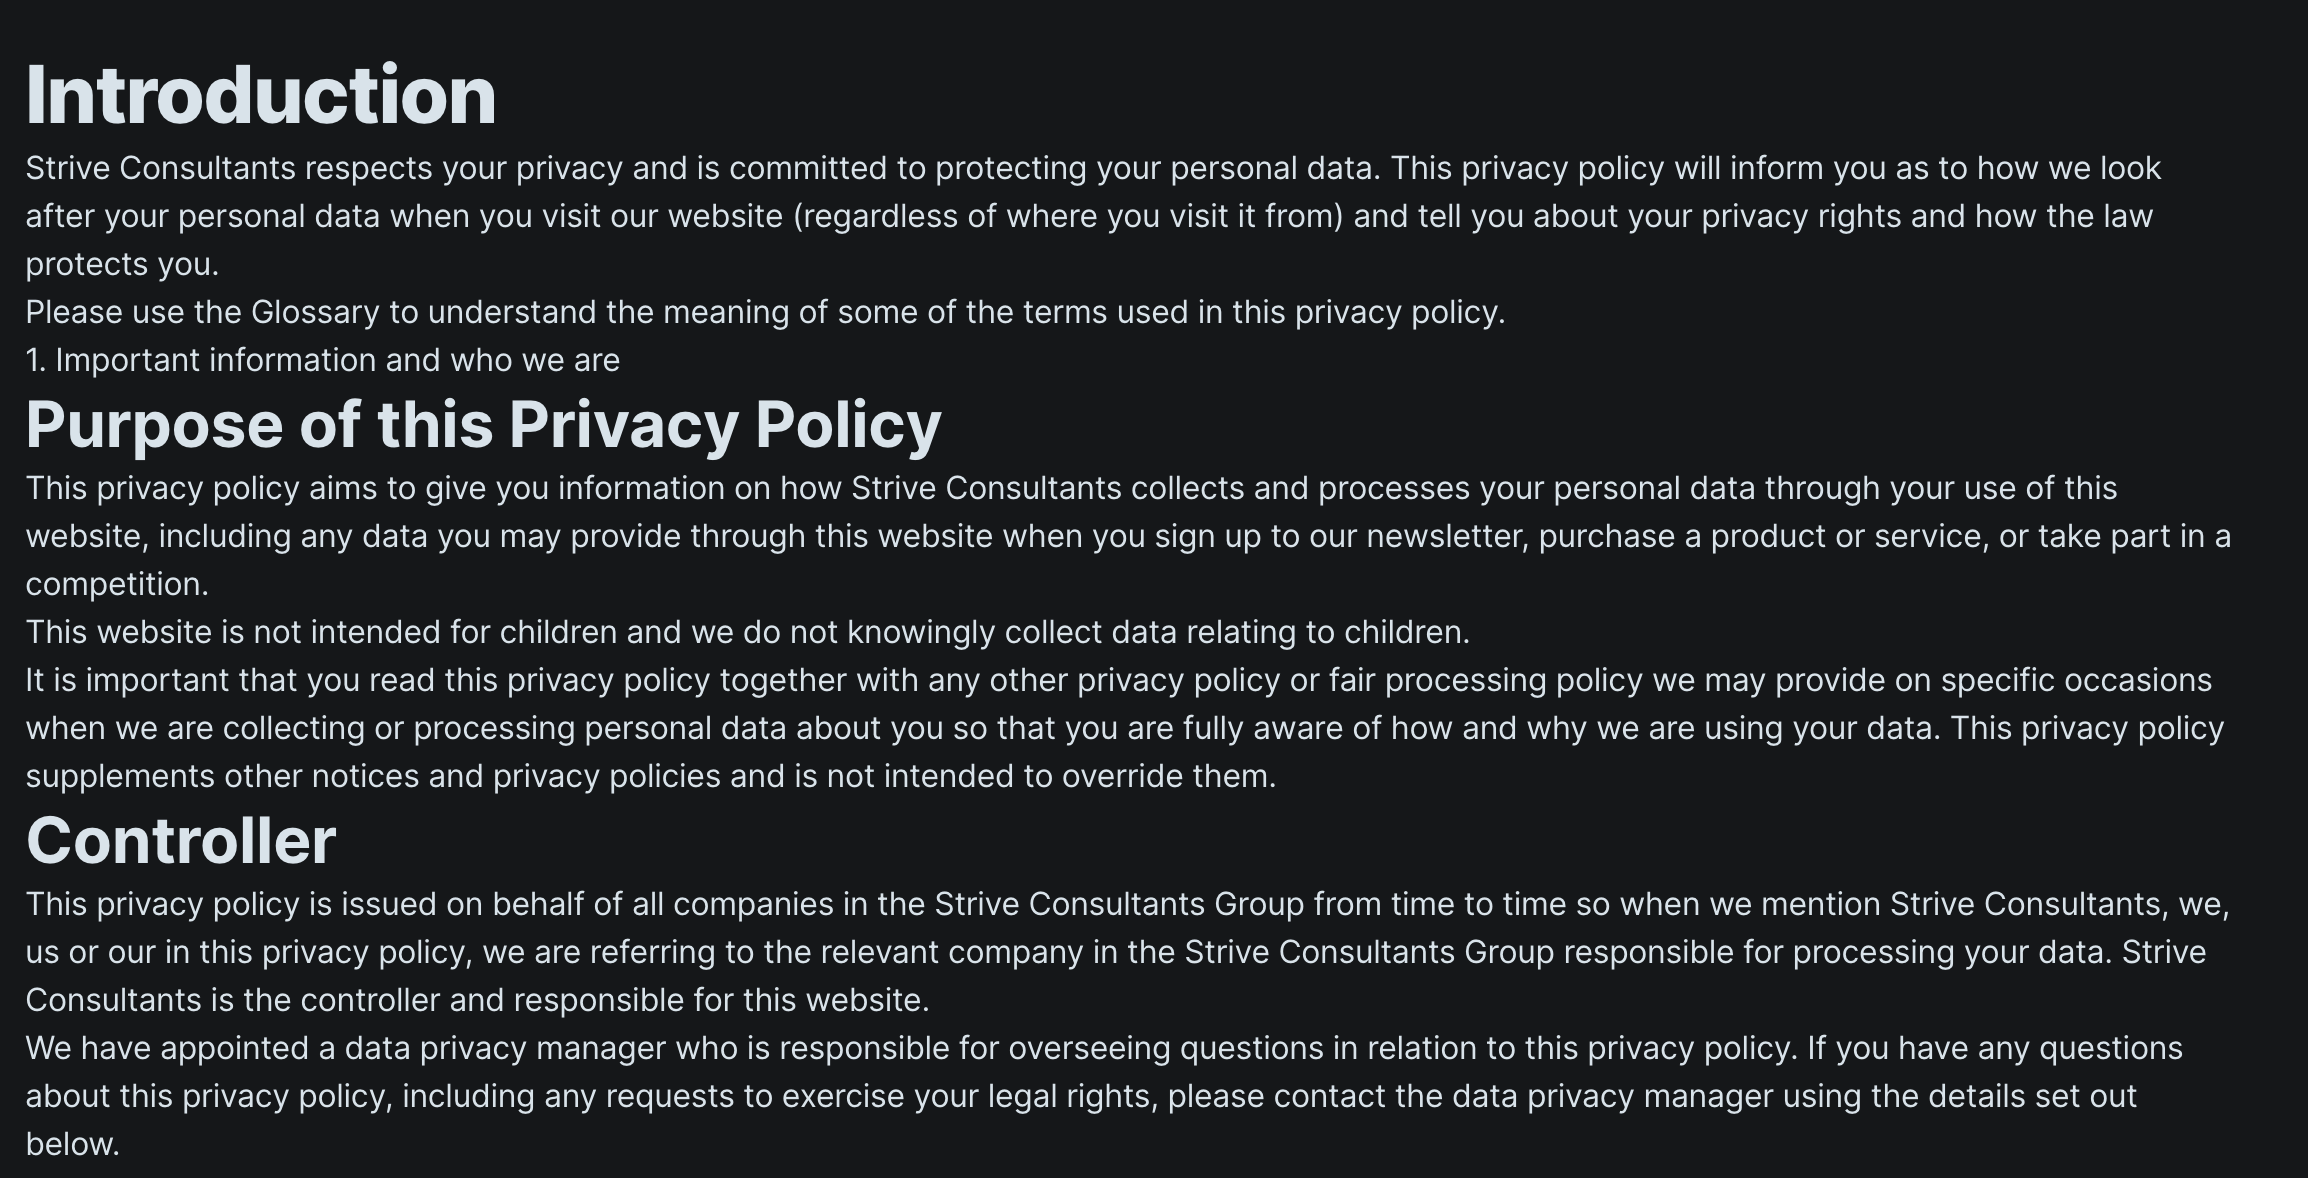 Introduction
Strive Consultants respects your privacy and is committed to protecting your personal data. This privacy policy will inform you as to how we look
after your personal data when you visit our website (regardless of where you visit it from) and tell you about your privacy rights and how the law
protects you.
Please use the Glossary to understand the meaning of some of the terms used in this privacy policy.
1. Important information and who we are
Purpose of this Privacy Policy
This privacy policy aims to give you information on how Strive Consultants collects and processes your personal data through your use of this
website, including any data you may provide through this website when you sign up to our newsletter, purchase a product or service, or take part in a
competition.
This website is not intended for children and we do not knowingly collect data relating to children.
It is important that you read this privacy policy together with any other privacy policy or fair processing policy we may provide on specific occasions
when we are collecting or processing personal data about you so that you are fully aware of how and why we are using your data. This privacy policy
supplements other notices and privacy policies and is not intended to override them.
Controller
This privacy policy is issued on behalf of all companies in the Strive Consultants Group from time to time so when we mention Strive Consultants, we,
us or our in this privacy policy, we are referring to the relevant company in the Strive Consultants Group responsible for processing your data. Strive
Consultants is the controller and responsible for this website.
We have appointed a data privacy manager who is responsible for overseeing questions in relation to this privacy policy. If you have any questions
about this privacy policy, including any requests to exercise your legal rights, please contact the data privacy manager using the details set out
below.